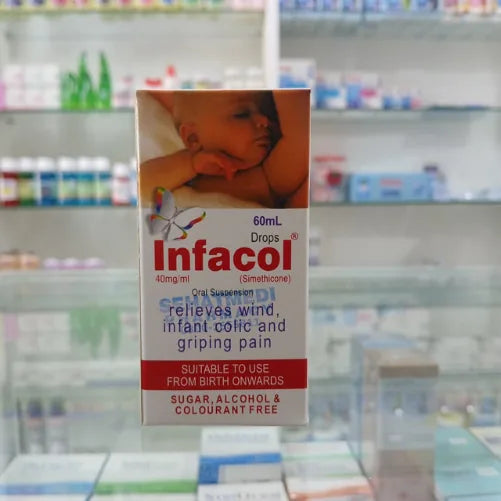 60mL
Drops
Infacol®
40mg/ml (Simethicone)
Oral Suspension
SEHATMEDI
relieves wind,
infant colic and
griping pain
SUITABLE TO USE
FROM BIRTH ONWARDS
SUGAR, ALCOHOL &
COLOURANT FREE